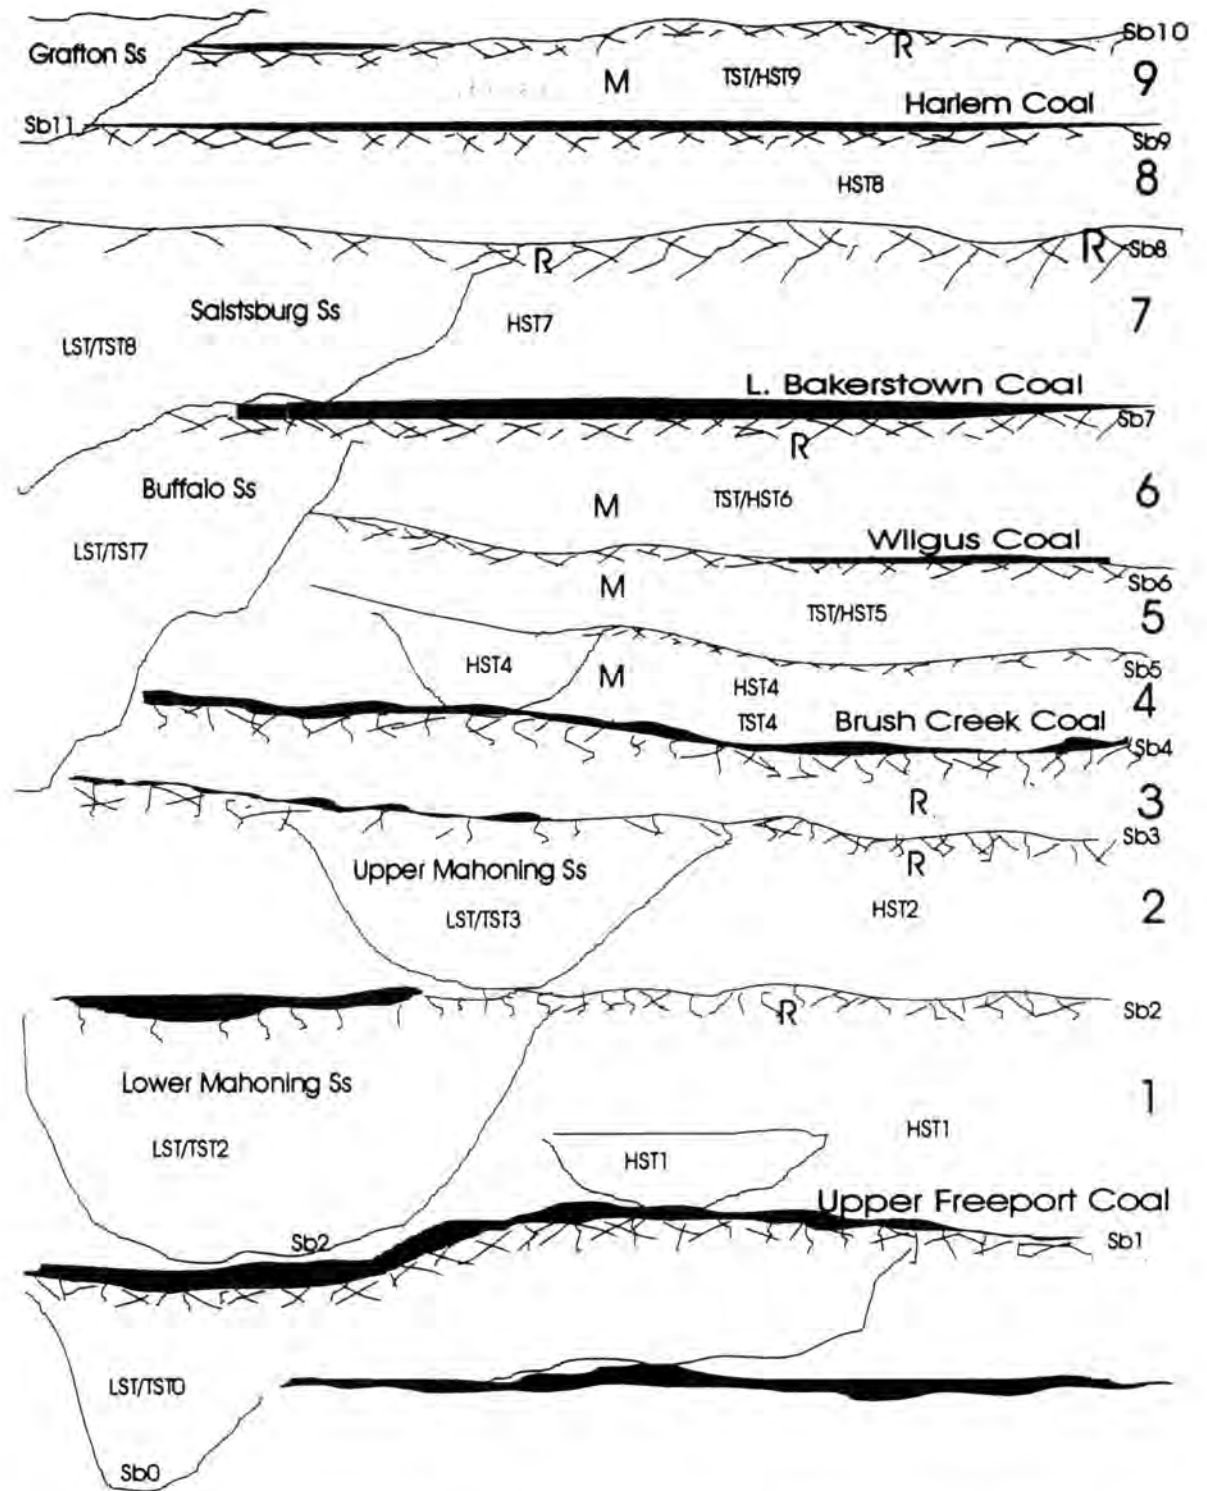 Sb10
R
Grafton Ss
9
M
TST/HST9
Harlem Coal
Sb11
Sb9
8
HST8
R
R
Sb8
Salstsburg Ss
HST7
7
LST/TST8
L. Bakerstown Coal
Sb7
R
Buffalo Ss
6
M
TST/HST6
LST/TST7
Wilgus Coal
Sb6
M
TST/HST5
5
HST4
Sb5
M
HST4
4
TST4
Brush Creek Coal
Sb4
R
3
Sb3
Upper Mahoning Ss
R
LST/TST3
HST2
2
Sb2
R
Lower Mahoning Ss
1
HST1
LST/TST2
HST1
Upper Freeport Coal
Sb2
Sb1
LST/TST0
Sb0